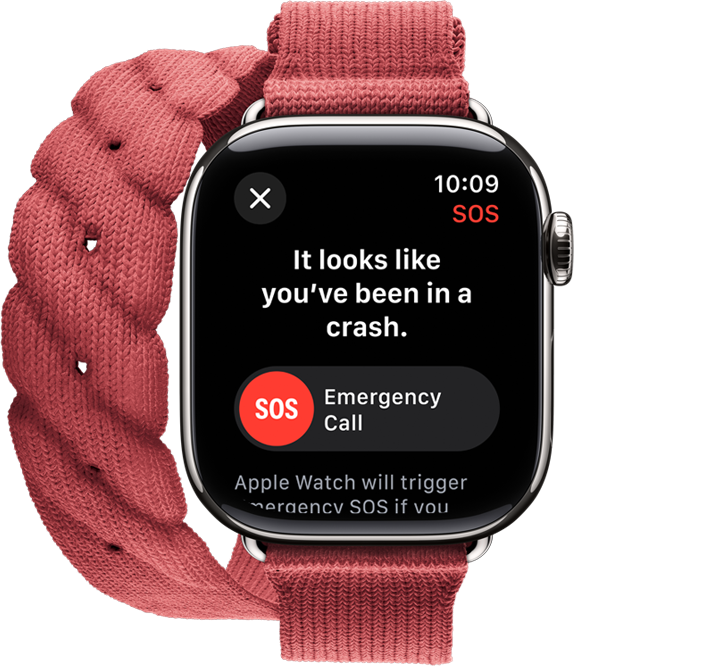 10:09
SOS
It looks like
you've been in a
crash.
SOS Emergency
Call
Apple Watch will trigger
emergency SOS if you